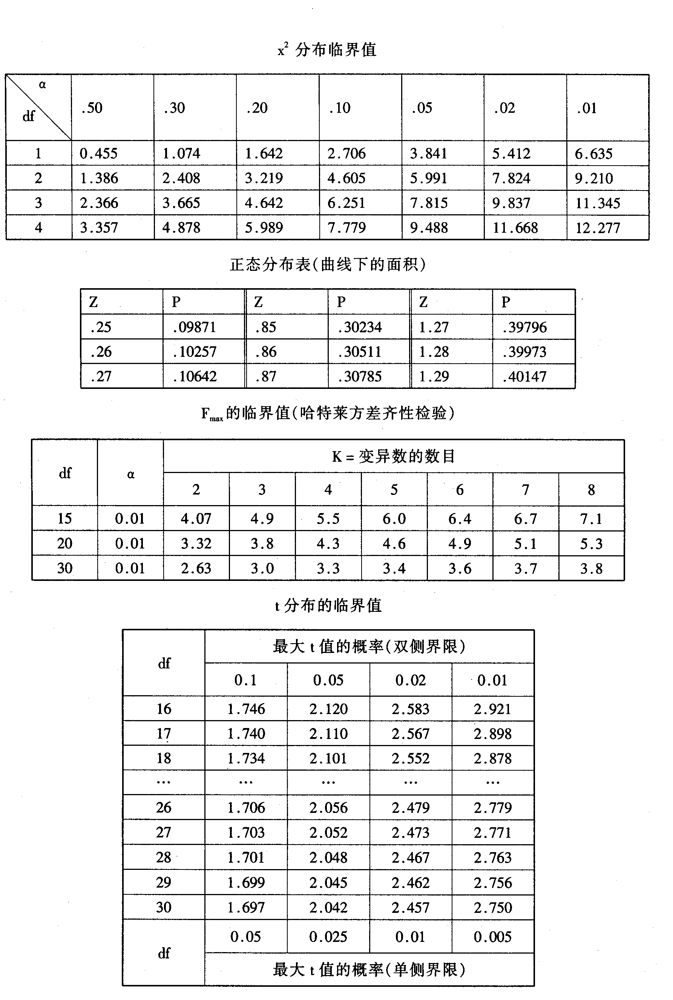 x² 分布临界值
α
df .50 .30 .20 .10 .05 .02 .01
1 0.455 1.074 1.642 2.706 3.841 5.412 6.635
2 1.386 2.408 3.219 4.605 5.991 7.824 9.210
3 2.366 3.665 4.642 6.251 7.815 9.837 11.345
4 3.357 4.878 5.989 7.779 9.488 11.668 12.277
正态分布表(曲线下的面积)
Z P Z P Z P
.25 .09871 .85 .30234 1.27 .39796
.26 .10257 .86 .30511 1.28 .39973
.27 .10642 .87 .30785 1.29 .40147
Fmax的临界值(哈特莱方差齐性检验)
df α K=变异数的数目
2 3 4 5 6 7 8
15 0.01 4.07 4.9 5.5 6.0 6.4 6.7 7.1
20 0.01 3.32 3.8 4.3 4.6 4.9 5.1 5.3
30 0.01 2.63 3.0 3.3 3.4 3.6 3.7 3.8
t分布的临界值
df 最大t值的概率(双侧界限)
0.1 0.05 0.02 0.01
16 1.746 2.120 2.583 2.921
17 1.740 2.110 2.567 2.898
18 1.734 2.101 2.552 2.878
… … … … …
26 1.706 2.056 2.479 2.779
27 1.703 2.052 2.473 2.771
28 1.701 2.048 2.467 2.763
29 1.699 2.045 2.462 2.756
30 1.697 2.042 2.457 2.750
df 0.05 0.025 0.01 0.005
最大t值的概率(单侧界限)